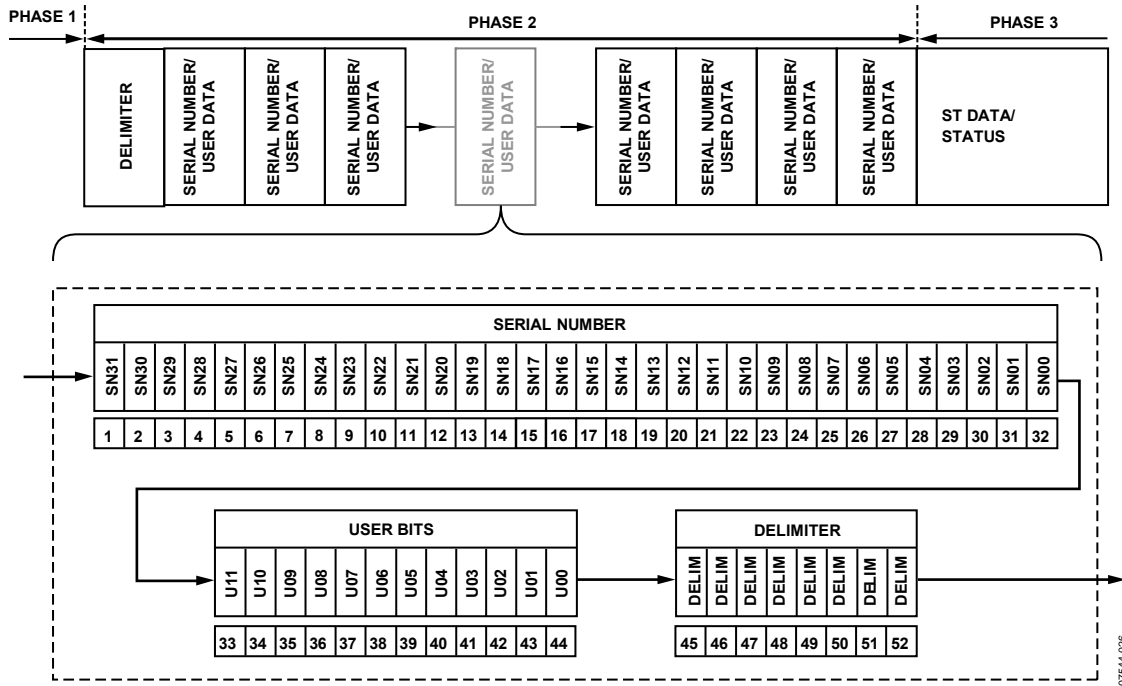 PHASE 1
PHASE 2
PHASE 3
DELIMITER
SERIAL NUMBER/
USER DATA
SERIAL NUMBER/
USER DATA
SERIAL NUMBER/
USER DATA
SERIAL NUMBER/
USER DATA
SERIAL NUMBER/
USER DATA
SERIAL NUMBER/
USER DATA
SERIAL NUMBER/
USER DATA
SERIAL NUMBER/
USER DATA
ST DATA/
STATUS
SERIAL NUMBER
SN31 SN30 SN29 SN28 SN27 SN26 SN25 SN24 SN23 SN22 SN21 SN20 SN19 SN18 SN17 SN16 SN15 SN14 SN13 SN12 SN11 SN10 SN09 SN08 SN07 SN06 SN05 SN04 SN03 SN02 SN01 SN00
1 2 3 4 5 6 7 8 9 10 11 12 13 14 15 16 17 18 19 20 21 22 23 24 25 26 27 28 29 30 31 32
USER BITS
U11 U10 U09 U08 U07 U06 U05 U04 U03 U02 U01 U00
33 34 35 36 37 38 39 40 41 42 43 44
DELIMITER
DELIM DELIM DELIM DELIM DELIM DELIM DELIM DELIM
45 46 47 48 49 50 51 52